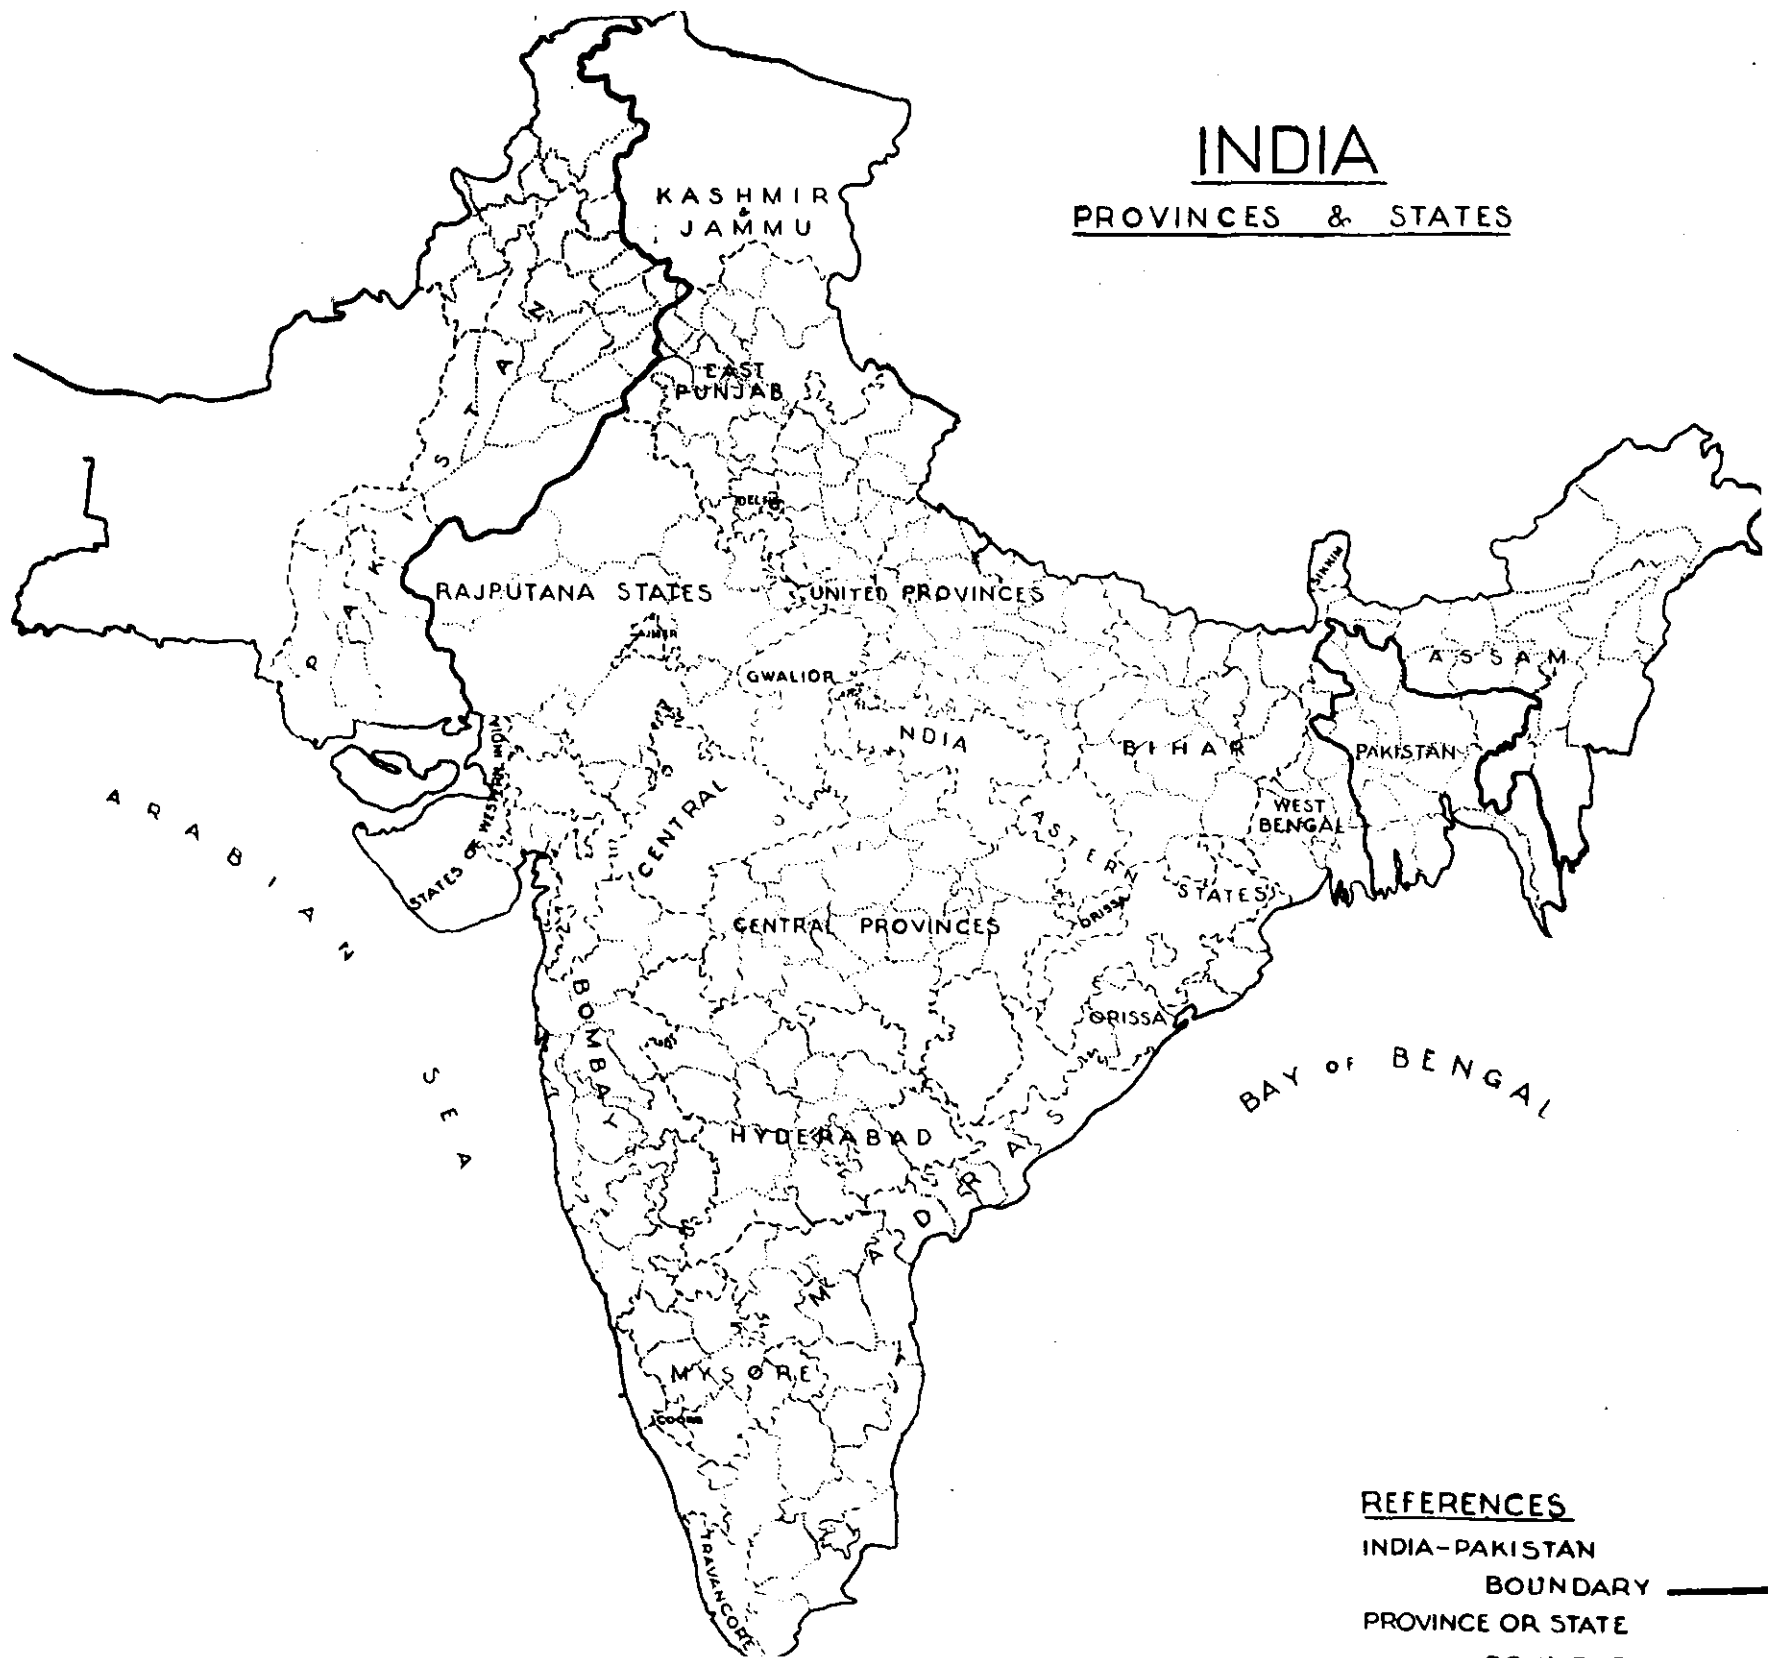 INDIA
PROVINCES & STATES
KASHMIR
&
JAMMU
EAST
PUNJAB
PAKISTAN
DELHI
RAJPUTANA STATES
UNITED PROVINCES
SIKKIM
AJMER
GWALIOR
ASSAM
CENTRAL
NDIA
BIHAR
PAKISTAN
STATES OF WESTERN INDIA
WEST
BENGAL
EASTERN
STATES
ORISSA
CENTRAL PROVINCES
ARABIAN
SEA
BOMBAY
ORISSA
BAY OF BENGAL
HYDERABAD
MADRAS
MYSORE
COORG
TRAVANCORE
REFERENCES
INDIA-PAKISTAN
BOUNDARY
PROVINCE OR STATE